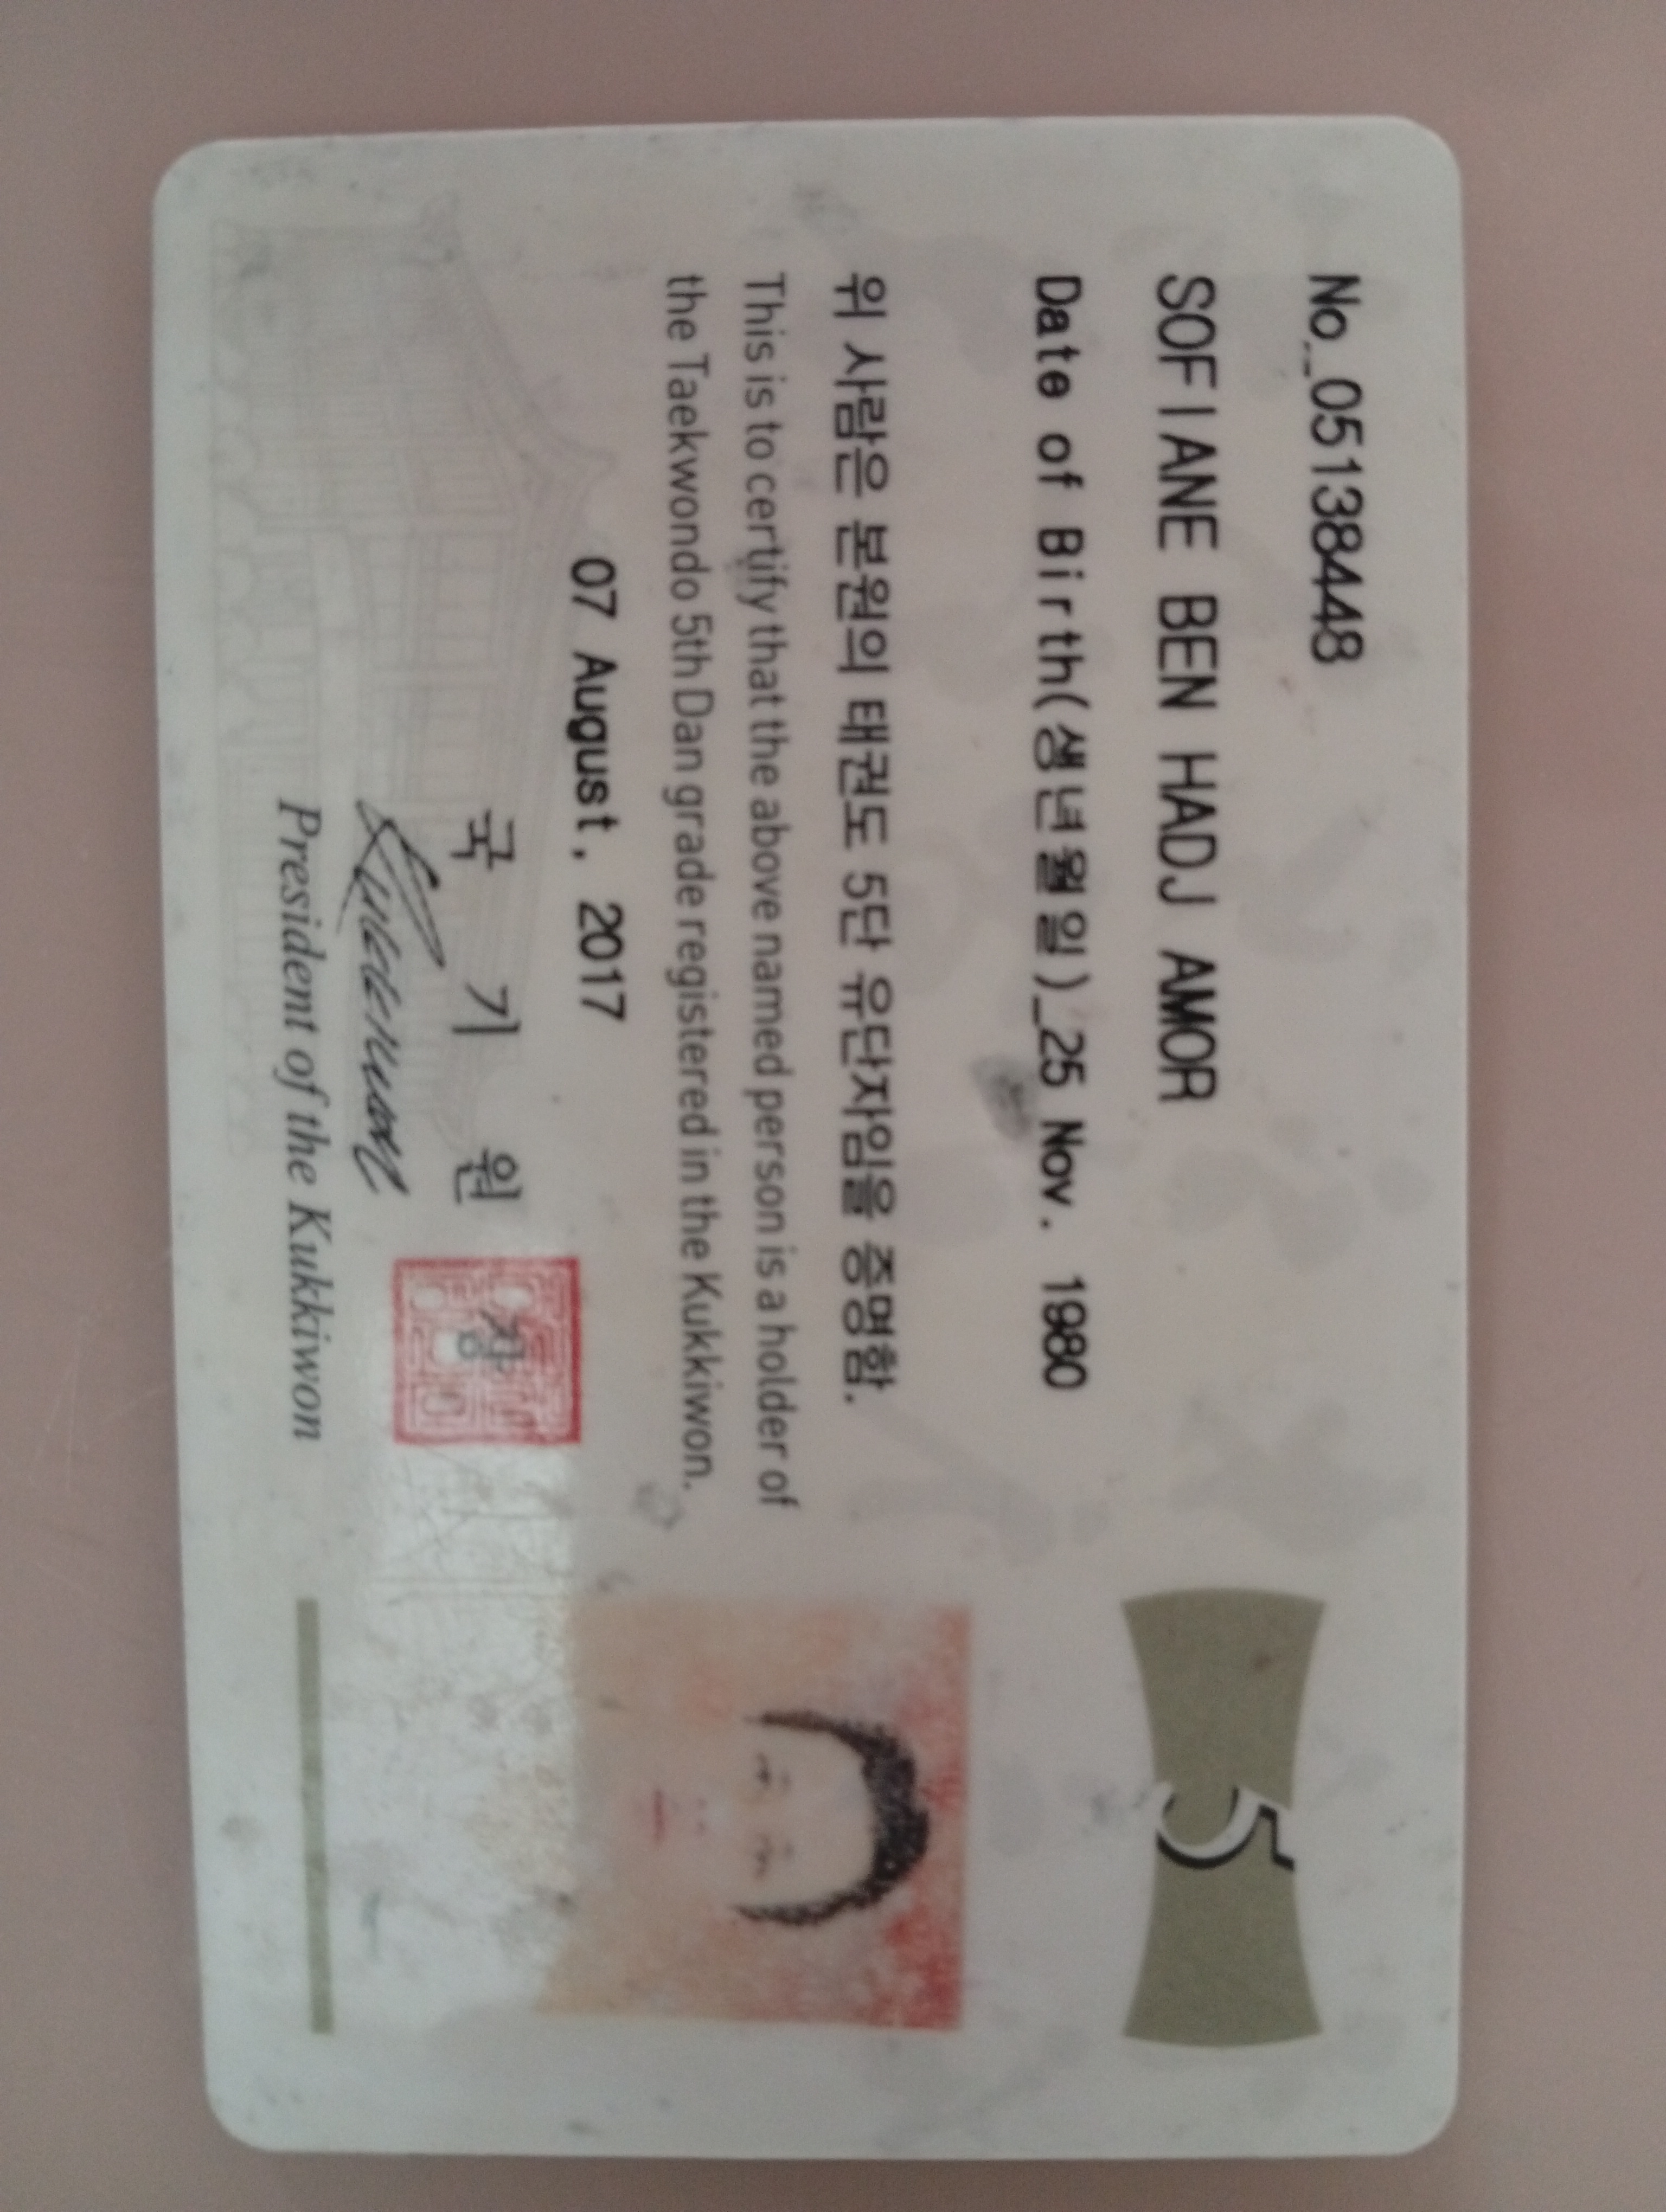 No_05138448
SOFIANE BEN HADJ AMOR
Date of Birth(생년월일)_25 Nov. 1980
위 사람은 본원의 태권도 5단 유단자임을 증명함.
This is to certify that the above named person is a holder of
the Taekwondo 5th Dan grade registered in the Kukkiwon.
07 August, 2017
국 기 원 장
President of the Kukkiwon
5